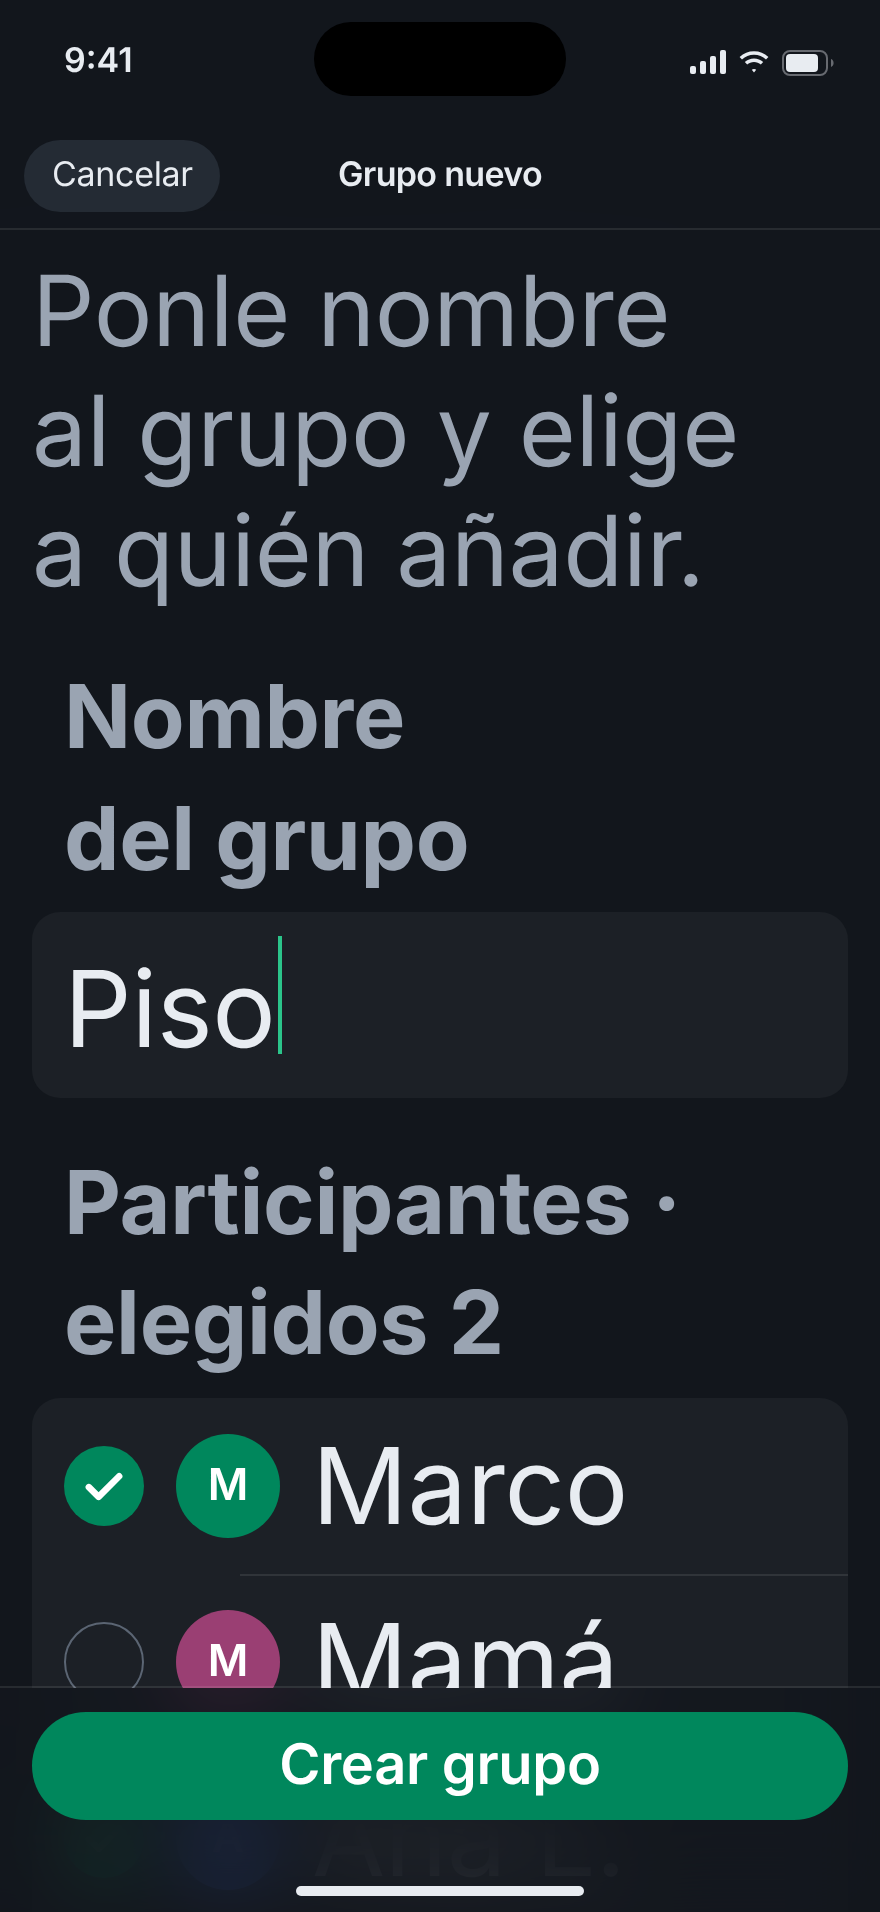 9:41
Cancelar
Grupo nuevo
Ponle nombre
al grupo y elige
a quién añadir.
Nombre
del grupo
Piso
Participantes ·
elegidos 2
M
Marco
M
Mamá
Crear grupo